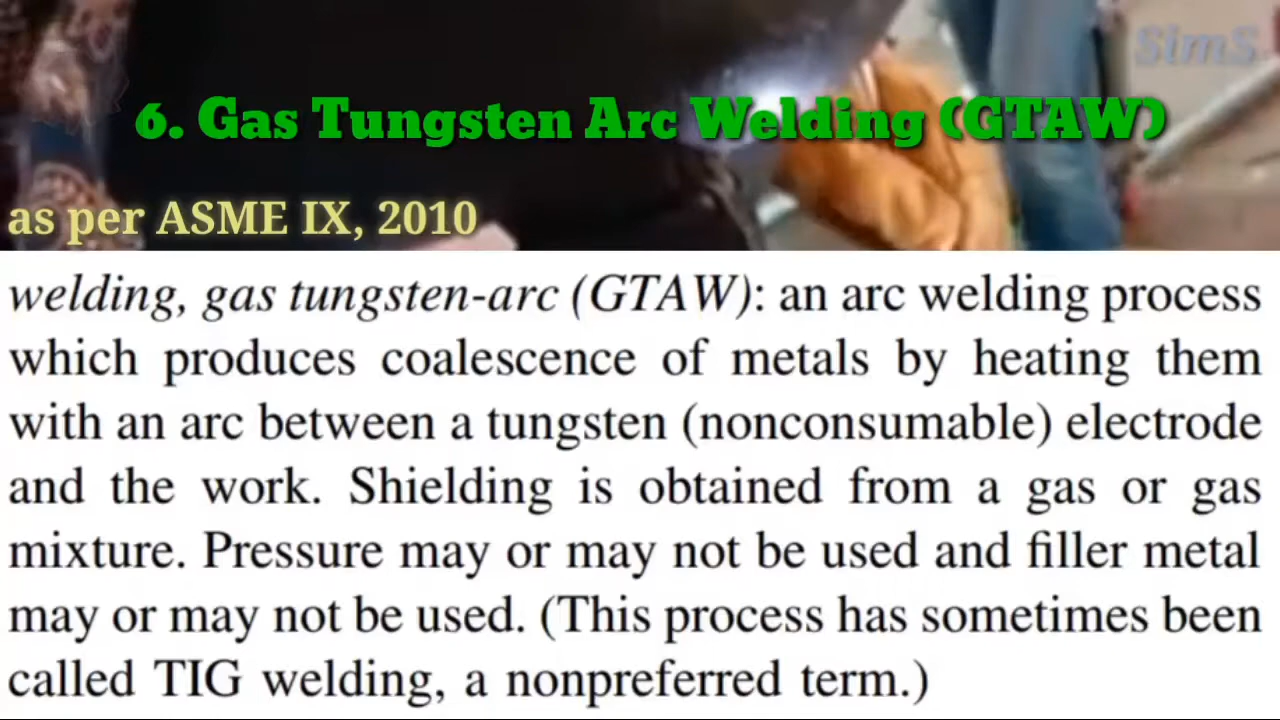 SimS
6. Gas Tungsten Arc Welding (GTAW)
as per ASME IX, 2010
welding, gas tungsten-arc (GTAW): an arc welding process
which produces coalescence of metals by heating them
with an arc between a tungsten (nonconsumable) electrode
and the work. Shielding is obtained from a gas or gas
mixture. Pressure may or may not be used and filler metal
may or may not be used. (This process has sometimes been
called TIG welding, a nonpreferred term.)